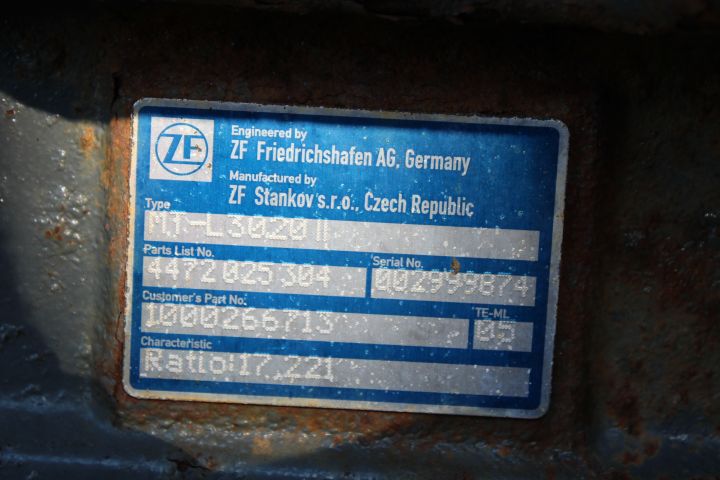 ZF
Engineered by
ZF Friedrichshafen AG, Germany
Manufactured by
ZF Stankov s.r.o., Czech Republic
Type
MT-L 3020 II
Parts List No.
Serial No.
4472 025 304
002999874
Customer's Part No.
TE-ML
1000266713
05
Characteristic
Ratio:17.221